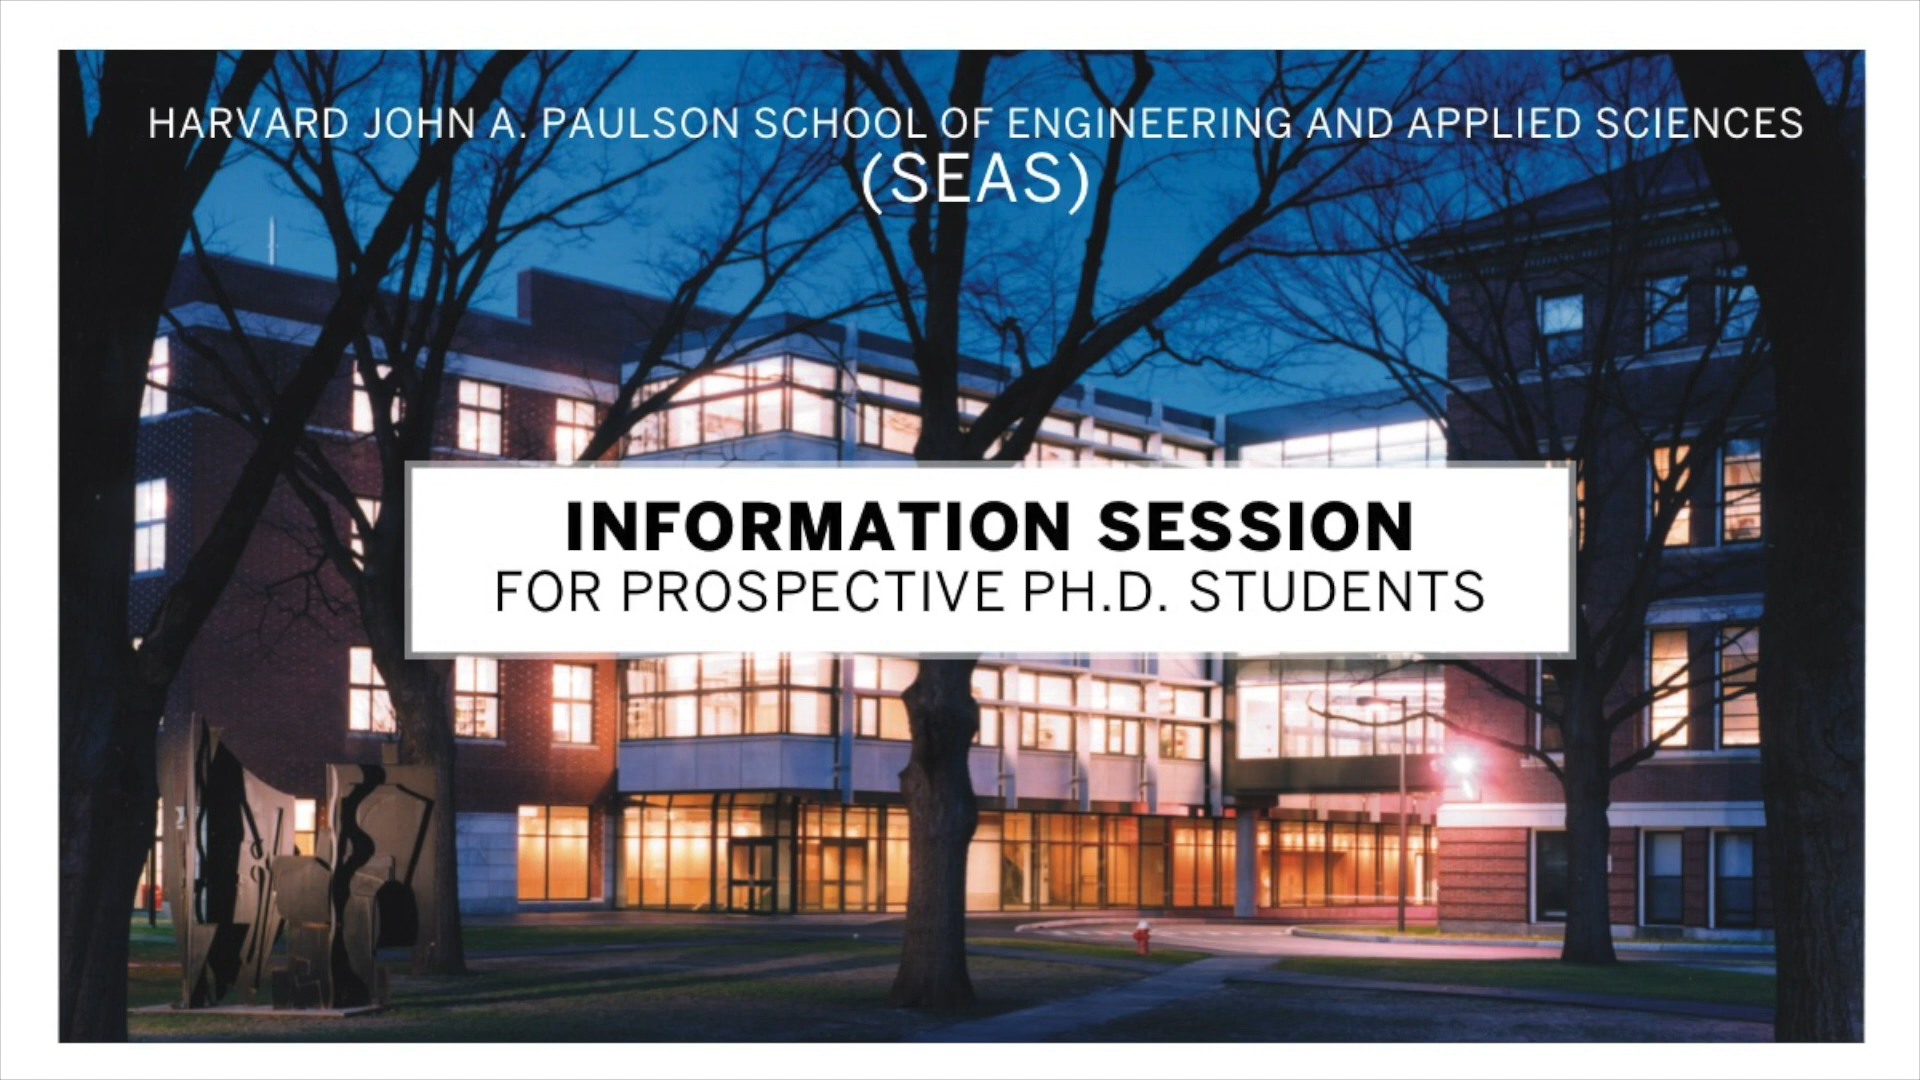 HARVARD JOHN A. PAULSON SCHOOL OF ENGINEERING AND APPLIED SCIENCES
(SEAS)
INFORMATION SESSION
FOR PROSPECTIVE PH.D. STUDENTS